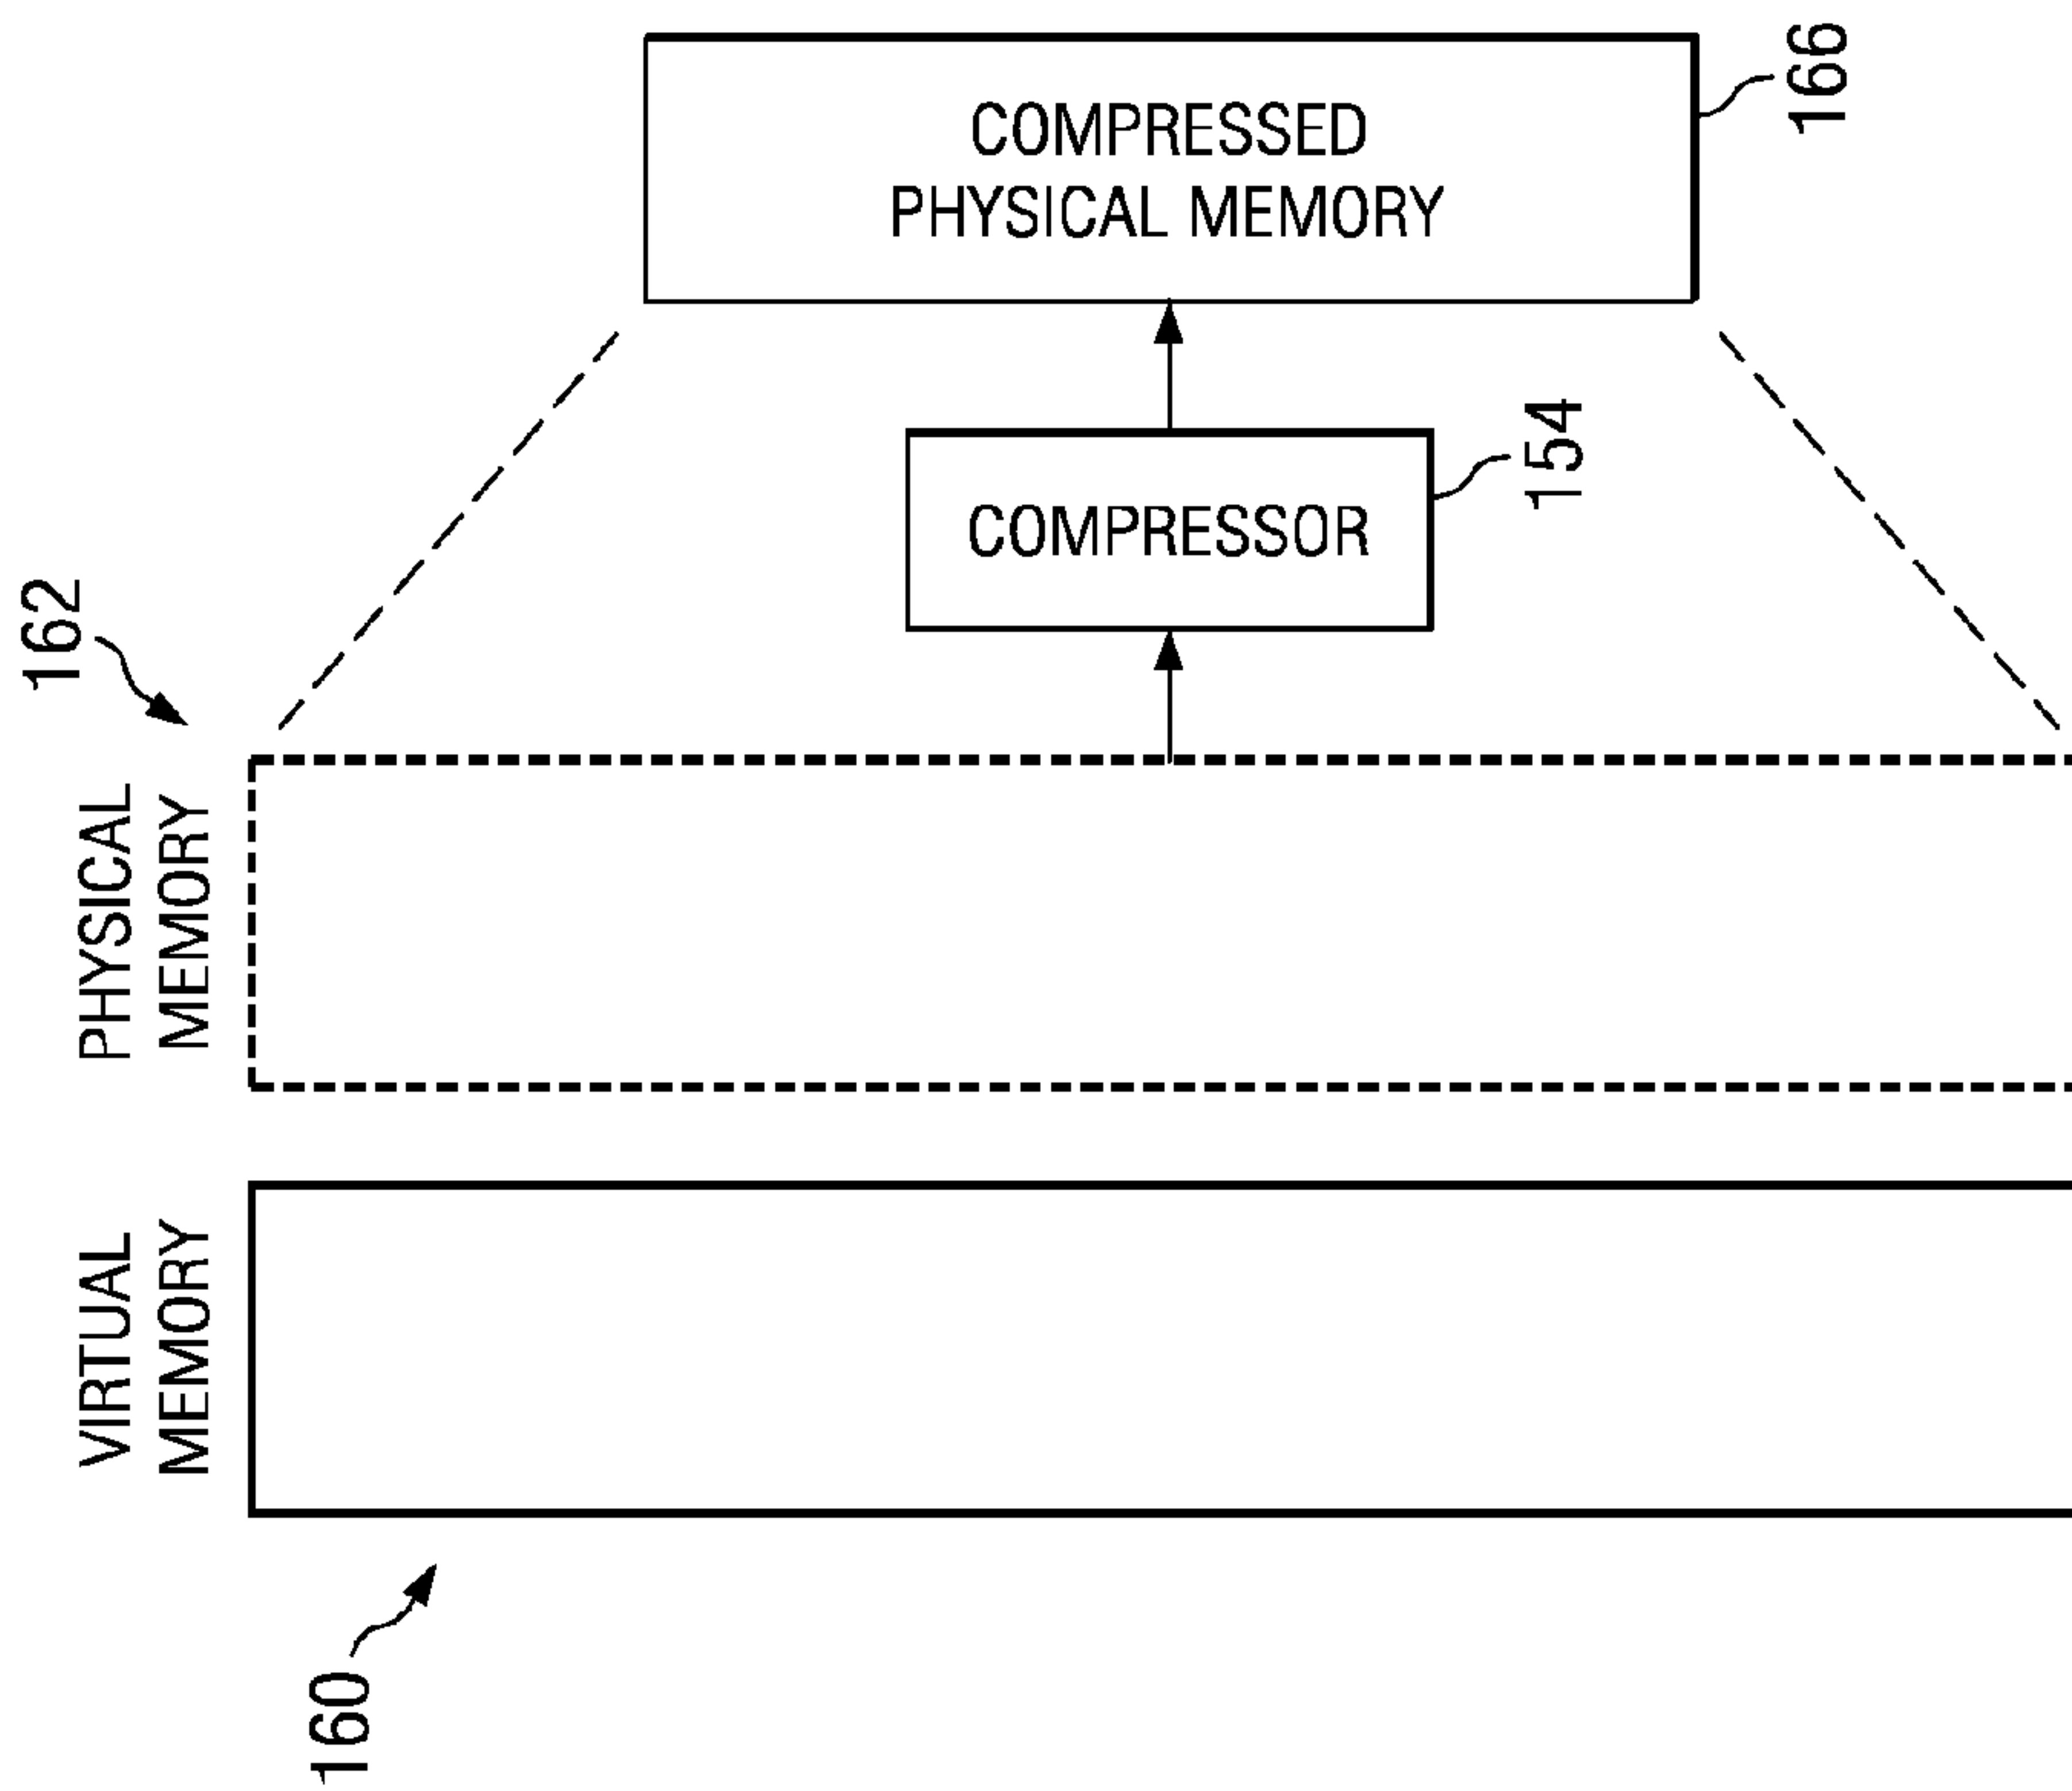 COMPRESSED
PHYSICAL MEMORY
166
COMPRESSOR
154
162
PHYSICAL
MEMORY
VIRTUAL
MEMORY
160